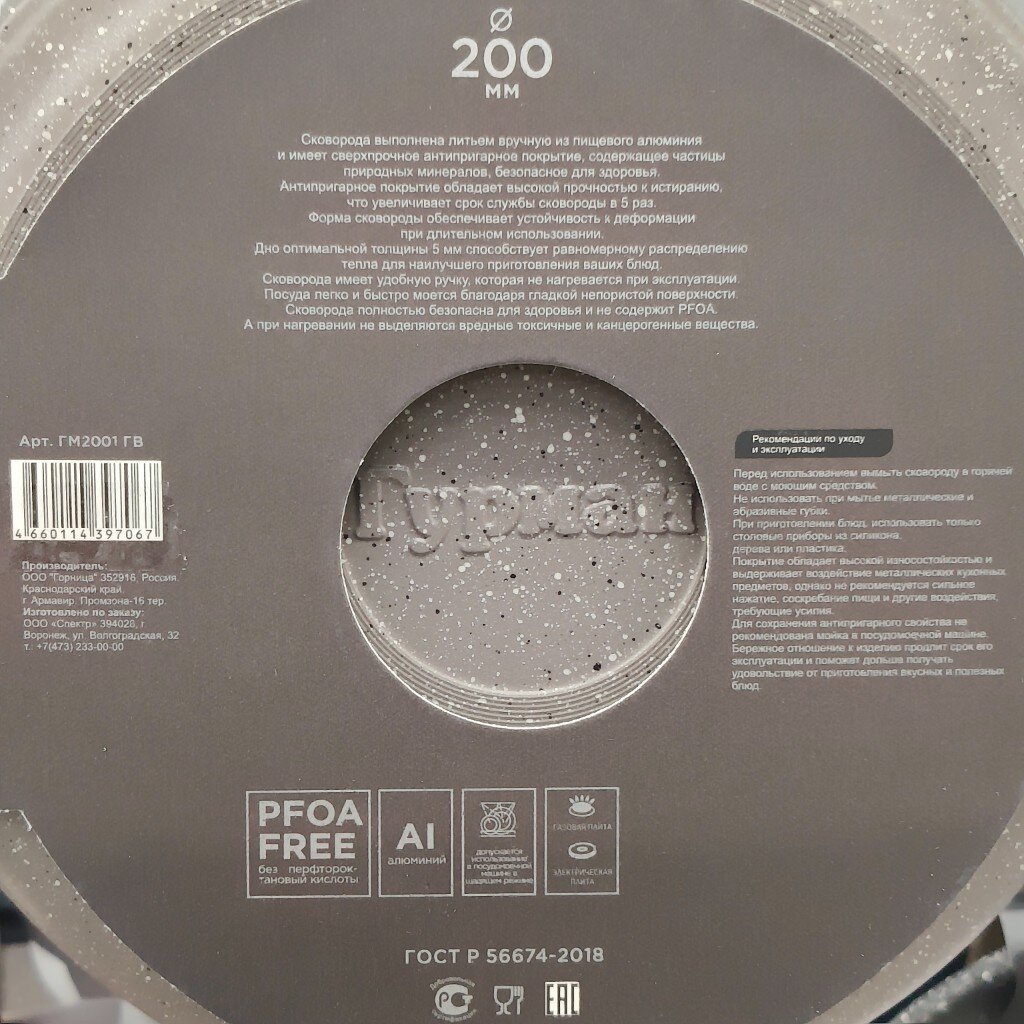 Ø
200
ММ
Сковорода выполнена литьем вручную из пищевого алюминия
и имеет сверхпрочное антипригарное покрытие, содержащее частицы
природных минералов, безопасное для здоровья.
Антипригарное покрытие обладает высокой прочностью к истиранию,
что увеличивает срок службы сковороды в 5 раз.
Форма сковороды обеспечивает устойчивость к деформации
при длительном использовании.
Дно оптимальной толщины 5 мм способствует равномерному распределению
тепла для наилучшего приготовления ваших блюд.
Сковорода имеет удобную ручку, которая не нагревается при эксплуатации.
Посуда легко и быстро моется благодаря гладкой непористой поверхности.
Сковорода полностью безопасна для здоровья и не содержит PFOA.
А при нагревании не выделяются вредные токсичные и канцерогенные вещества.
Арт. ГМ2001 ГВ
4 660114 397067
Производитель:
ООО "Горница" 352916, Россия.
Краснодарский край,
г. Армавир. Промзона-16 тер.
Изготовлено по заказу:
ООО «Спектр» 394028, г
Воронеж, ул. Волгоградская, 32
т.: +7(473) 233-00-00
Гурман
Рекомендации по уходу
и эксплуатации
Перед использованием вымыть сковороду в горячей
воде с моющим средством.
Не использовать при мытье металлические и
абразивные губки.
При приготовлении блюд, использовать только
столовые приборы из силикона,
дерева или пластика.
Покрытие обладает высокой износостойкостью и
выдерживает воздействие металлических кухонных
предметов, однако не рекомендуется сильное
нажатие, соскребание пищи и другие воздействия,
требующие усилия.
Для сохранения антипригарного свойства не
рекомендована мойка в посудомоечной машине.
Бережное отношение к изделию продлит срок его
эксплуатации и поможет дольше получать
удовольствие от приготовления вкусных и полезных
блюд.
PFOA
FREE
без перфторок-
тановый кислоты
Al
алюминий
допускается
использование
в посудомоечной
машине в
щадящем режиме
ГАЗОВАЯ ПЛИТА
ЭЛЕКТРИЧЕСКАЯ
ПЛИТА
ГОСТ Р 56674-2018
Добровольная
РСТ
сертификация
EAC